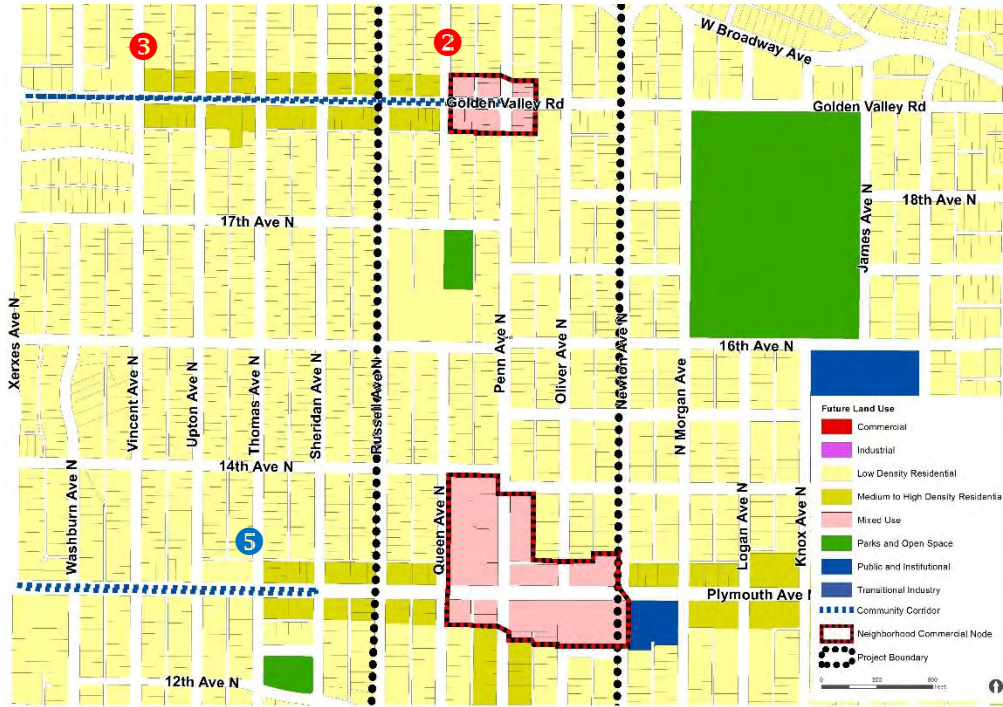 W Broadway Ave
3
2
Golden Valley Rd
Golden Valley Rd
18th Ave N
17th Ave N
James Ave N
Xerxes Ave N
Penn Ave N
Oliver Ave N
Newton Ave N
16th Ave N
Vincent Ave N
Upton Ave N
Thomas Ave N
Sheridan Ave N
Russell Ave N
N Morgan Ave
14th Ave N
Washburn Ave N
Queen Ave N
Logan Ave N
Knox Ave N
5
Plymouth Ave N
12th Ave N
Future Land Use
Commercial
Industrial
Low Density Residential
Medium to High Density Residentia
Mixed Use
Parks and Open Space
Public and Institutional
Transitional Industry
Community Corridor
Neighborhood Commercial Node
Project Boundary
0 300 600
Feet